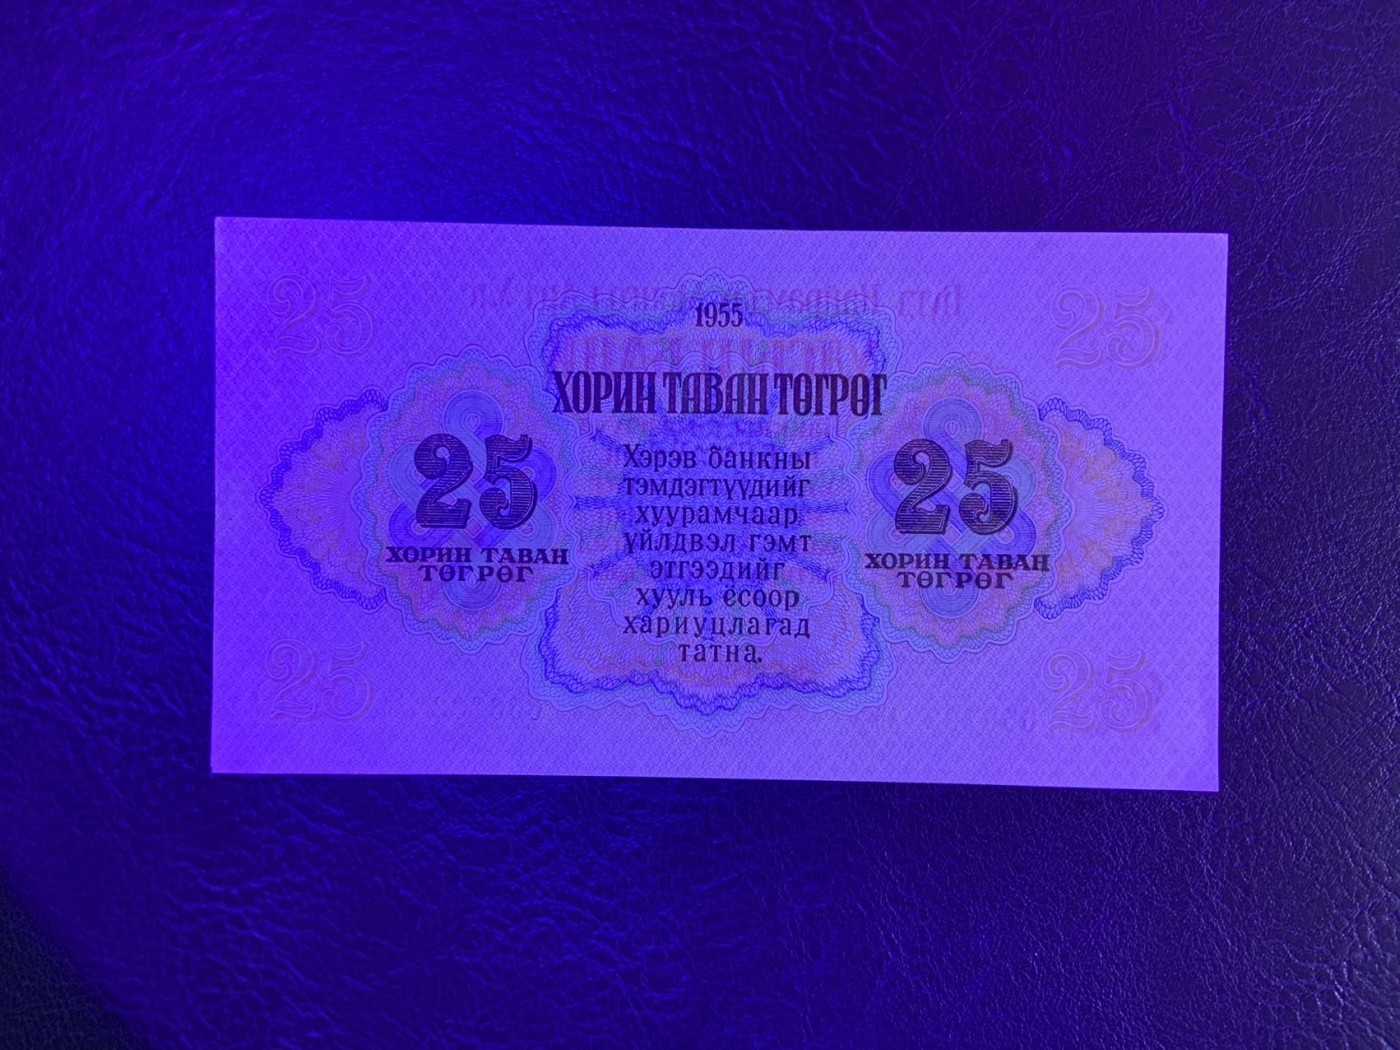 25
25
1955
ХОРИН ТАВАН ТӨГРӨГ
25
ХОРИН ТАВАН
ТӨГРӨГ
Хэрэв банкны
тэмдэгтүүдийг
хуурамчаар
үйлдвэл гэмт
этгээдийг
хууль ёсоор
хариуцлагад
татна.
25
ХОРИН ТАВАН
ТӨГРӨГ
25
25